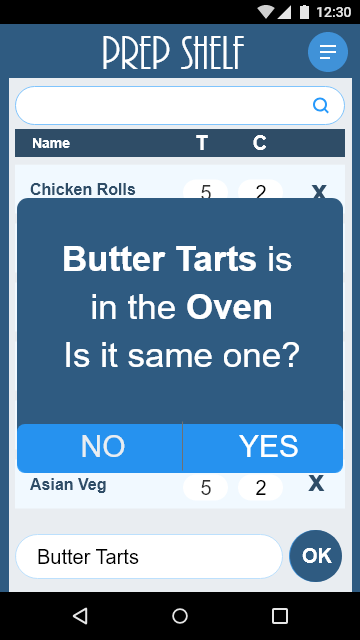 12:30
PREP SHELF
Name T C
Chicken Rolls 5 2 X
Butter Tarts is
in the Oven
Is it same one?
NO YES
Asian Veg 5 2 X
Butter Tarts OK